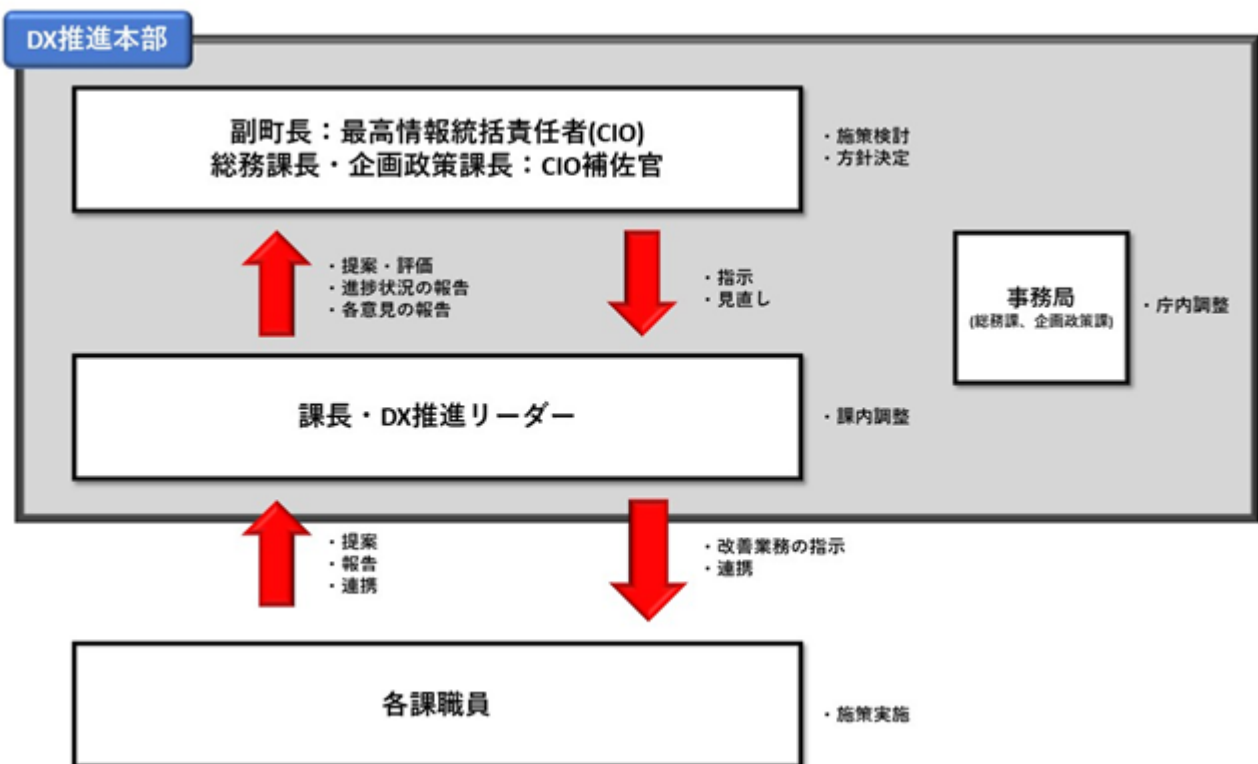 DX推進本部
副町長：最高情報統括責任者(CIO)
総務課長・企画政策課長：CIO補佐官
・施策検討
・方針決定
・提案・評価
・進捗状況の報告
・各意見の報告
・指示
・見直し
事務局
(総務課、企画政策課)
・庁内調整
課長・DX推進リーダー
・課内調整
・提案
・報告
・連携
・改善業務の指示
・連携
各課職員
・施策実施